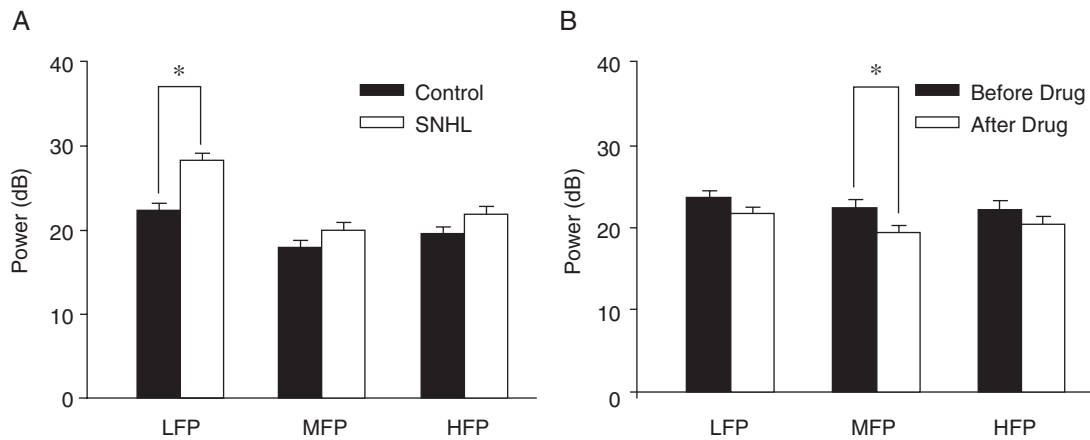 A
Power (dB)
40
30
20
10
0
*
Control
SNHL
LFP MFP HFP
B
Power (dB)
40
30
20
10
0
*
Before Drug
After Drug
LFP MFP HFP